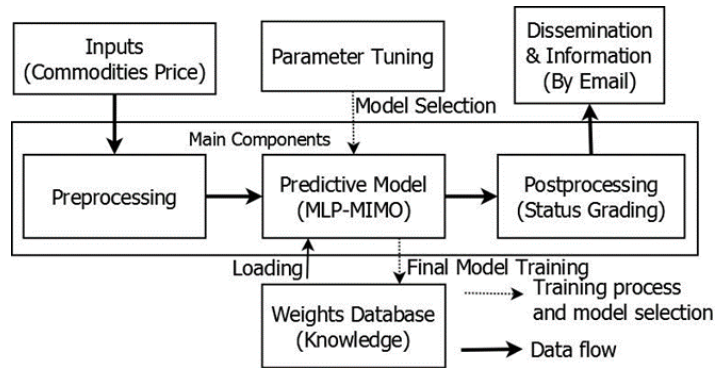 Inputs
(Commodities Price)
Parameter Tuning
Dissemination
& Information
(By Email)
Model Selection
Main Components
Preprocessing
Predictive Model
(MLP-MIMO)
Postprocessing
(Status Grading)
Loading
Final Model Training
Weights Database
(Knowledge)
Training process
and model selection
Data flow